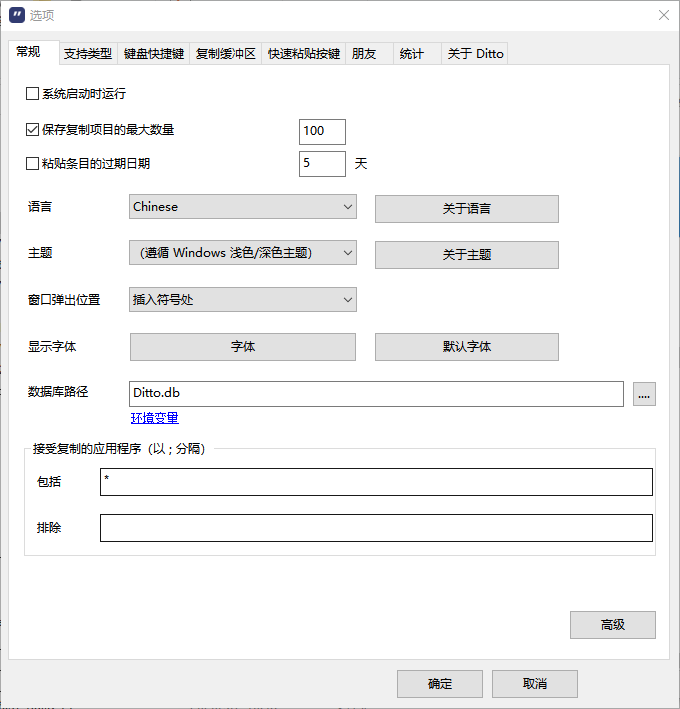 选项
常规 支持类型 键盘快捷键 复制缓冲区 快速粘贴按键 朋友 统计 关于 Ditto
系统启动时运行
保存复制项目的最大数量 100
粘贴条目的过期日期 5 天
语言 Chinese 关于语言
主题 (遵循 Windows 浅色/深色主题) 关于主题
窗口弹出位置 插入符号处
显示字体 字体 默认字体
数据库路径 Ditto.db ....
环境变量
接受复制的应用程序（以 ; 分隔）
包括 *
排除
高级
确定 取消